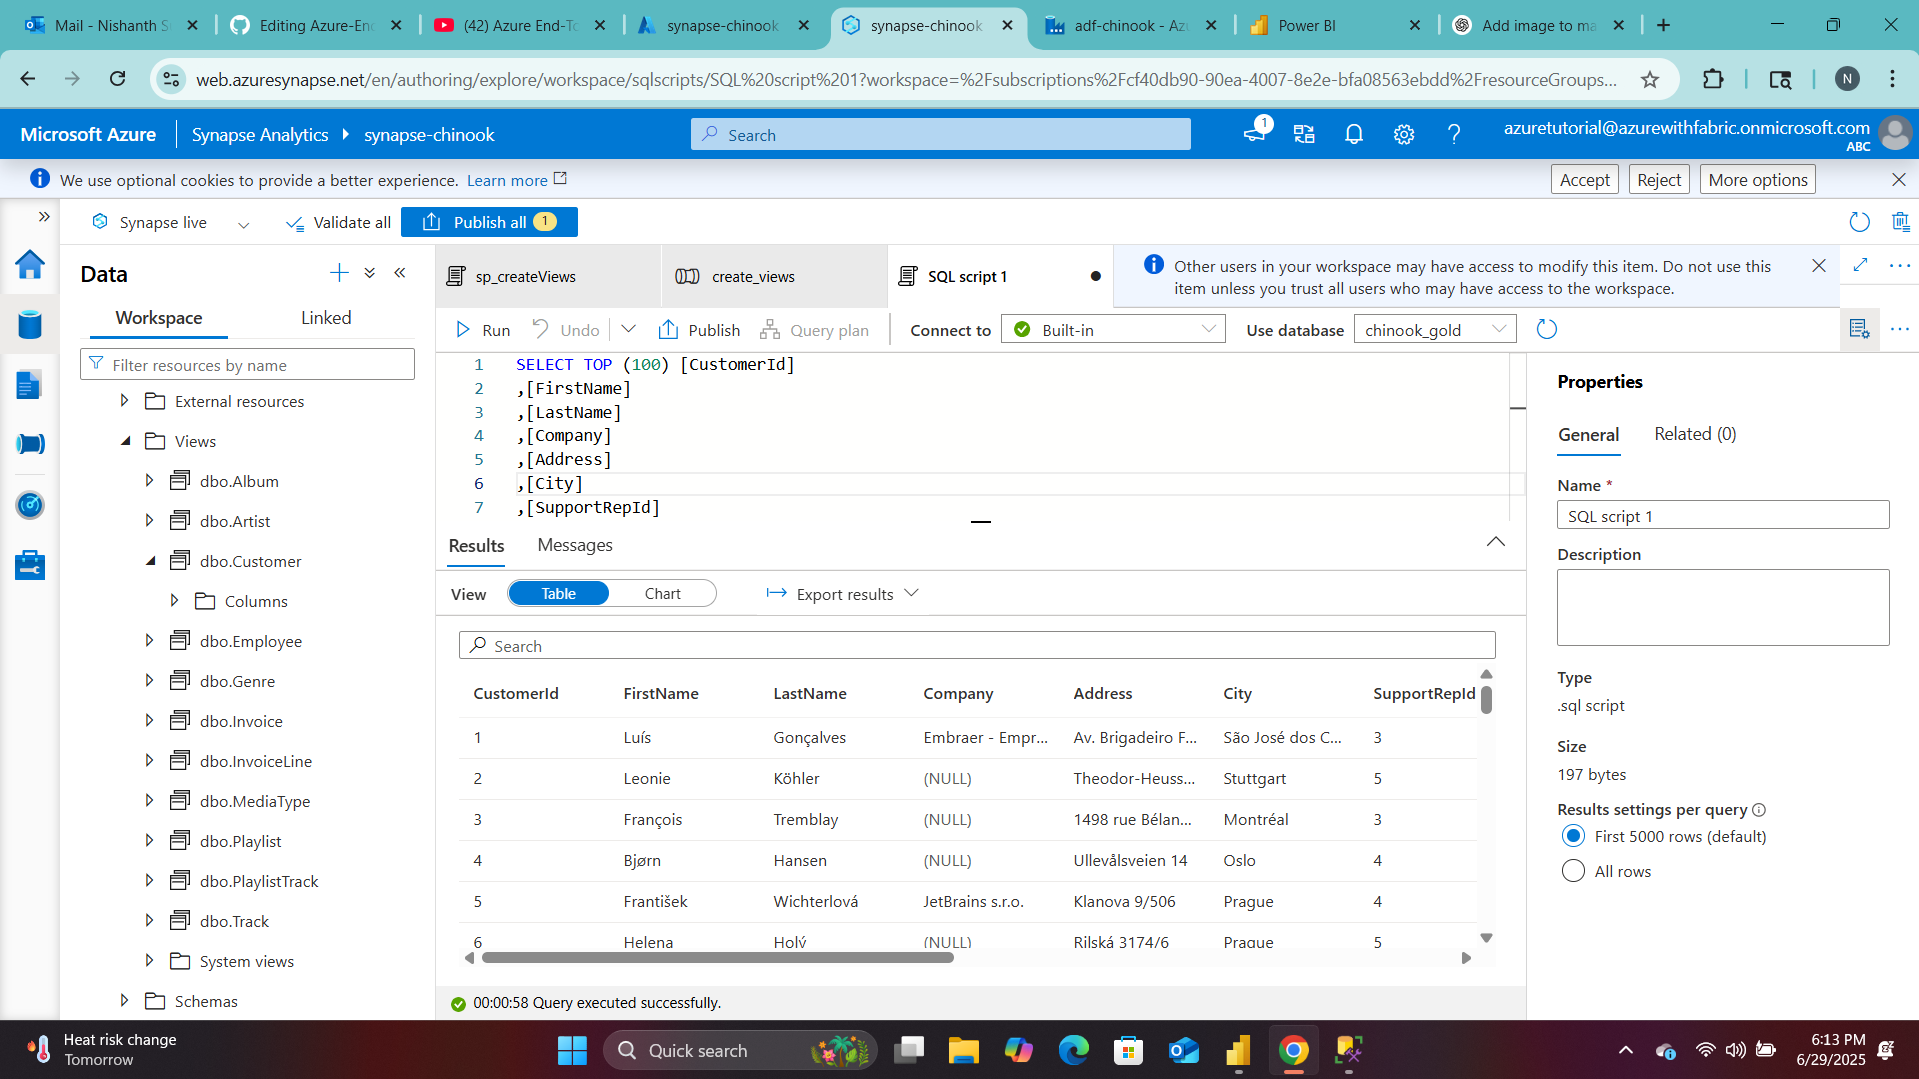 Mail - Nishanth S
Editing Azure-End
(42) Azure End-To
synapse-chinook
synapse-chinook
adf-chinook - Az
Power BI
Add image to ma
web.azuresynapse.net/en/authoring/explore/workspace/sqlscripts/SQL%20script%201?workspace=%2Fsubscriptions%2Fcf40db90-90ea-4007-8e2e-bfa08563ebdd%2FresourceGroups...
N
Microsoft Azure
Synapse Analytics
synapse-chinook
Search
1
azuretutorial@azurewithfabric.onmicrosoft.com
ABC
We use optional cookies to provide a better experience. Learn more
Accept
Reject
More options
Synapse live
Validate all
Publish all 1
Data
Workspace
Linked
Filter resources by name
External resources
Views
dbo.Album
dbo.Artist
dbo.Customer
Columns
dbo.Employee
dbo.Genre
dbo.Invoice
dbo.InvoiceLine
dbo.MediaType
dbo.Playlist
dbo.PlaylistTrack
dbo.Track
System views
Schemas
sp_createViews
create_views
SQL script 1
Other users in your workspace may have access to modify this item. Do not use this
item unless you trust all users who may have access to the workspace.
Run
Undo
Publish
Query plan
Connect to
Built-in
Use database
chinook_gold
1 SELECT TOP (100) [CustomerId]
2 ,[FirstName]
3 ,[LastName]
4 ,[Company]
5 ,[Address]
6 ,[City]
7 ,[SupportRepId]
Results
Messages
View
Table
Chart
Export results
Search
CustomerId FirstName LastName Company Address City SupportRepId
1 Luís Gonçalves Embraer - Empr... Av. Brigadeiro F... São José dos C... 3
2 Leonie Köhler (NULL) Theodor-Heuss... Stuttgart 5
3 François Tremblay (NULL) 1498 rue Bélan... Montréal 3
4 Bjørn Hansen (NULL) Ullevålsveien 14 Oslo 4
5 František Wichterlová JetBrains s.r.o. Klanova 9/506 Prague 4
6 Helena Holý (NULL) Rilská 3174/6 Prague 5
00:00:58 Query executed successfully.
Properties
General
Related (0)
Name *
SQL script 1
Description
Type
.sql script
Size
197 bytes
Results settings per query
First 5000 rows (default)
All rows
Heat risk change
Tomorrow
Quick search
6:13 PM
6/29/2025